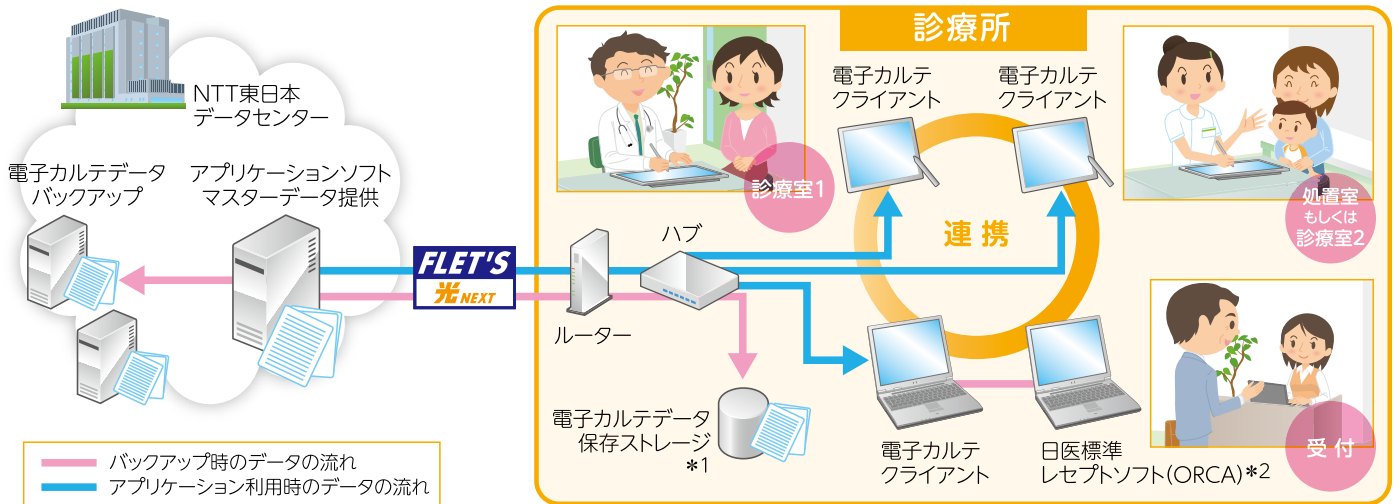 診療所
NTT東日本
データセンター
電子カルテデータ
バックアップ
アプリケーションソフト
マスターデータ提供
FLET'S
光NEXT
ルーター
ハブ
診療室1
電子カルテ
クライアント
電子カルテ
クライアント
連携
処置室
もしくは
診療室2
電子カルテデータ
保存ストレージ
*1
電子カルテ
クライアント
日医標準
レセプトソフト(ORCA)*2
受付
バックアップ時のデータの流れ
アプリケーション利用時のデータの流れ